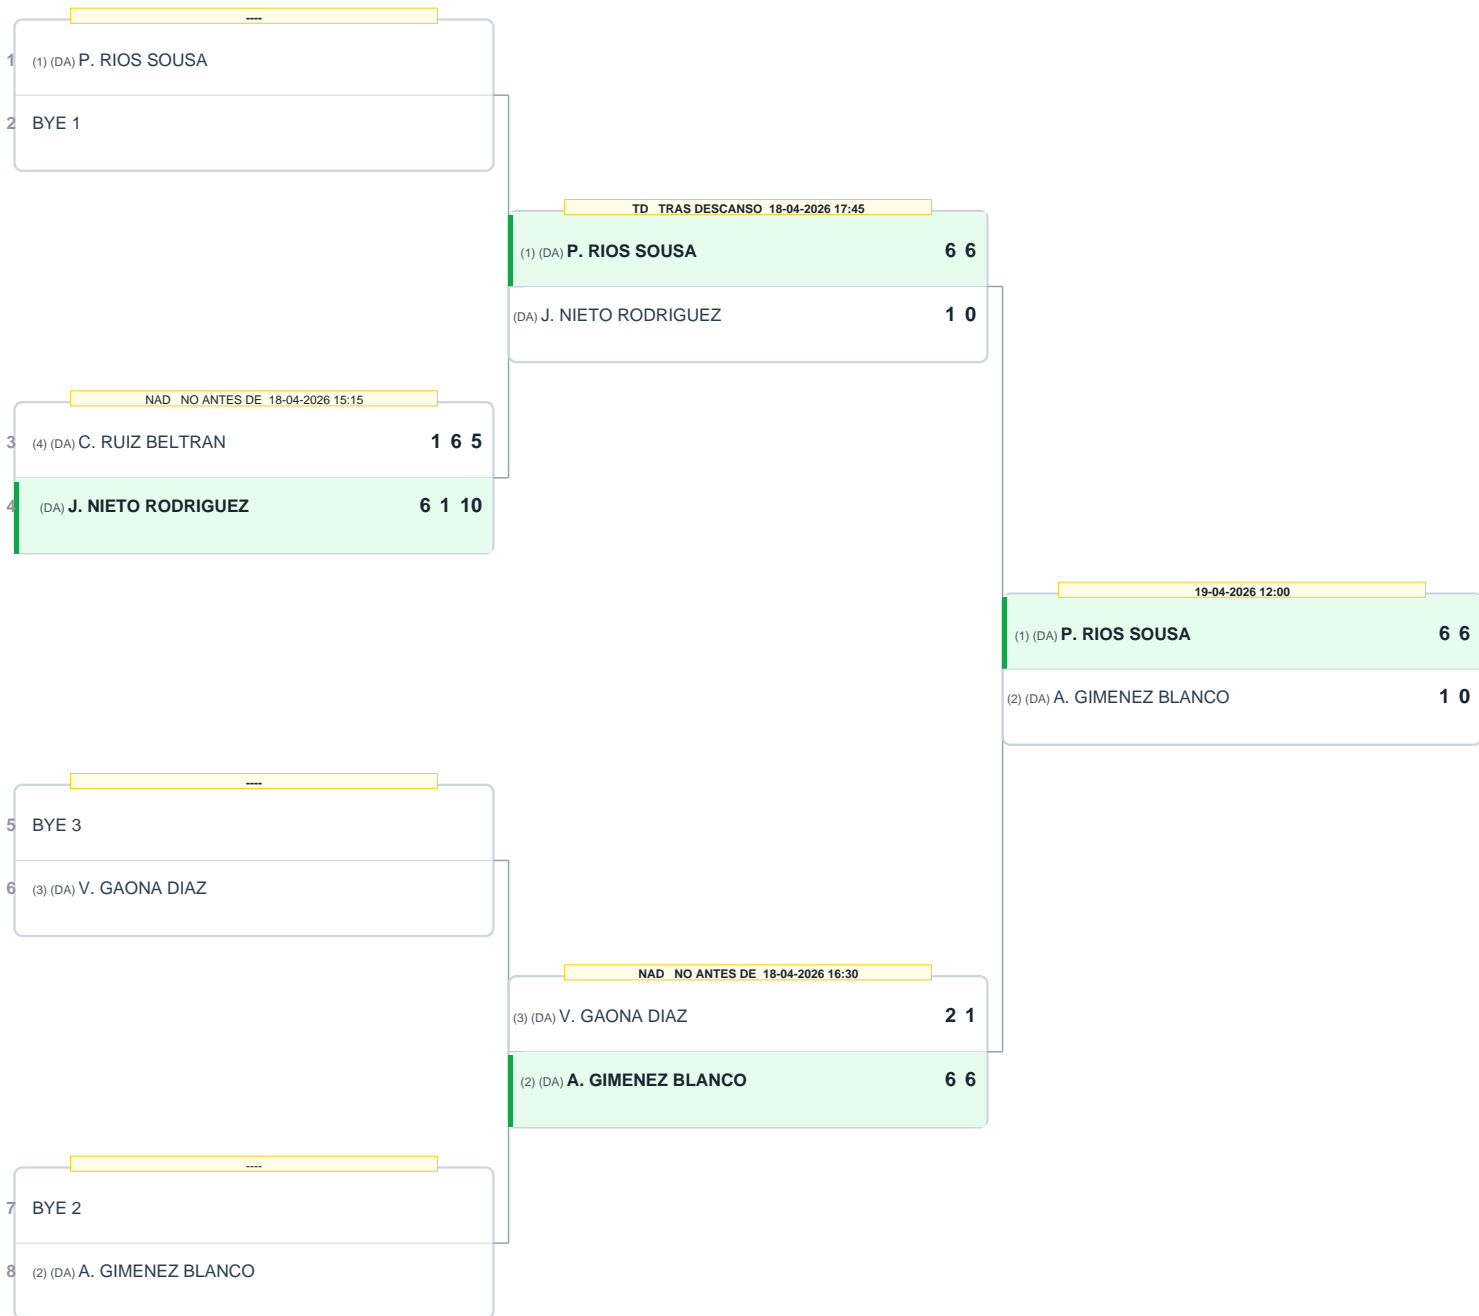 ----
1 (1) (DA) P. RIOS SOUSA
2 BYE 1
TD TRAS DESCANSO 18-04-2026 17:45
(1) (DA) P. RIOS SOUSA 6 6
(DA) J. NIETO RODRIGUEZ 1 0
NAD NO ANTES DE 18-04-2026 15:15
3 (4) (DA) C. RUIZ BELTRAN 1 6 5
4 (DA) J. NIETO RODRIGUEZ 6 1 10
19-04-2026 12:00
(1) (DA) P. RIOS SOUSA 6 6
(2) (DA) A. GIMENEZ BLANCO 1 0
----
5 BYE 3
6 (3) (DA) V. GAONA DIAZ
NAD NO ANTES DE 18-04-2026 16:30
(3) (DA) V. GAONA DIAZ 2 1
(2) (DA) A. GIMENEZ BLANCO 6 6
----
7 BYE 2
8 (2) (DA) A. GIMENEZ BLANCO